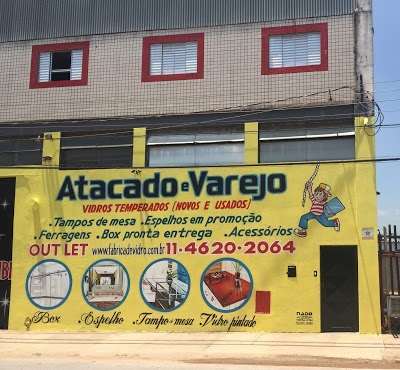 Atacado e Varejo
VIDROS TEMPERADOS (NOVOS E USADOS)
.Tampos de mesa .Espelhos em promoção
.Ferragens .Box pronta entrega .Acessórios
OUT LET www.fabricadevidro.com.br 11-4620-2064
Box Espelho Tampo de mesa Vidro pintado